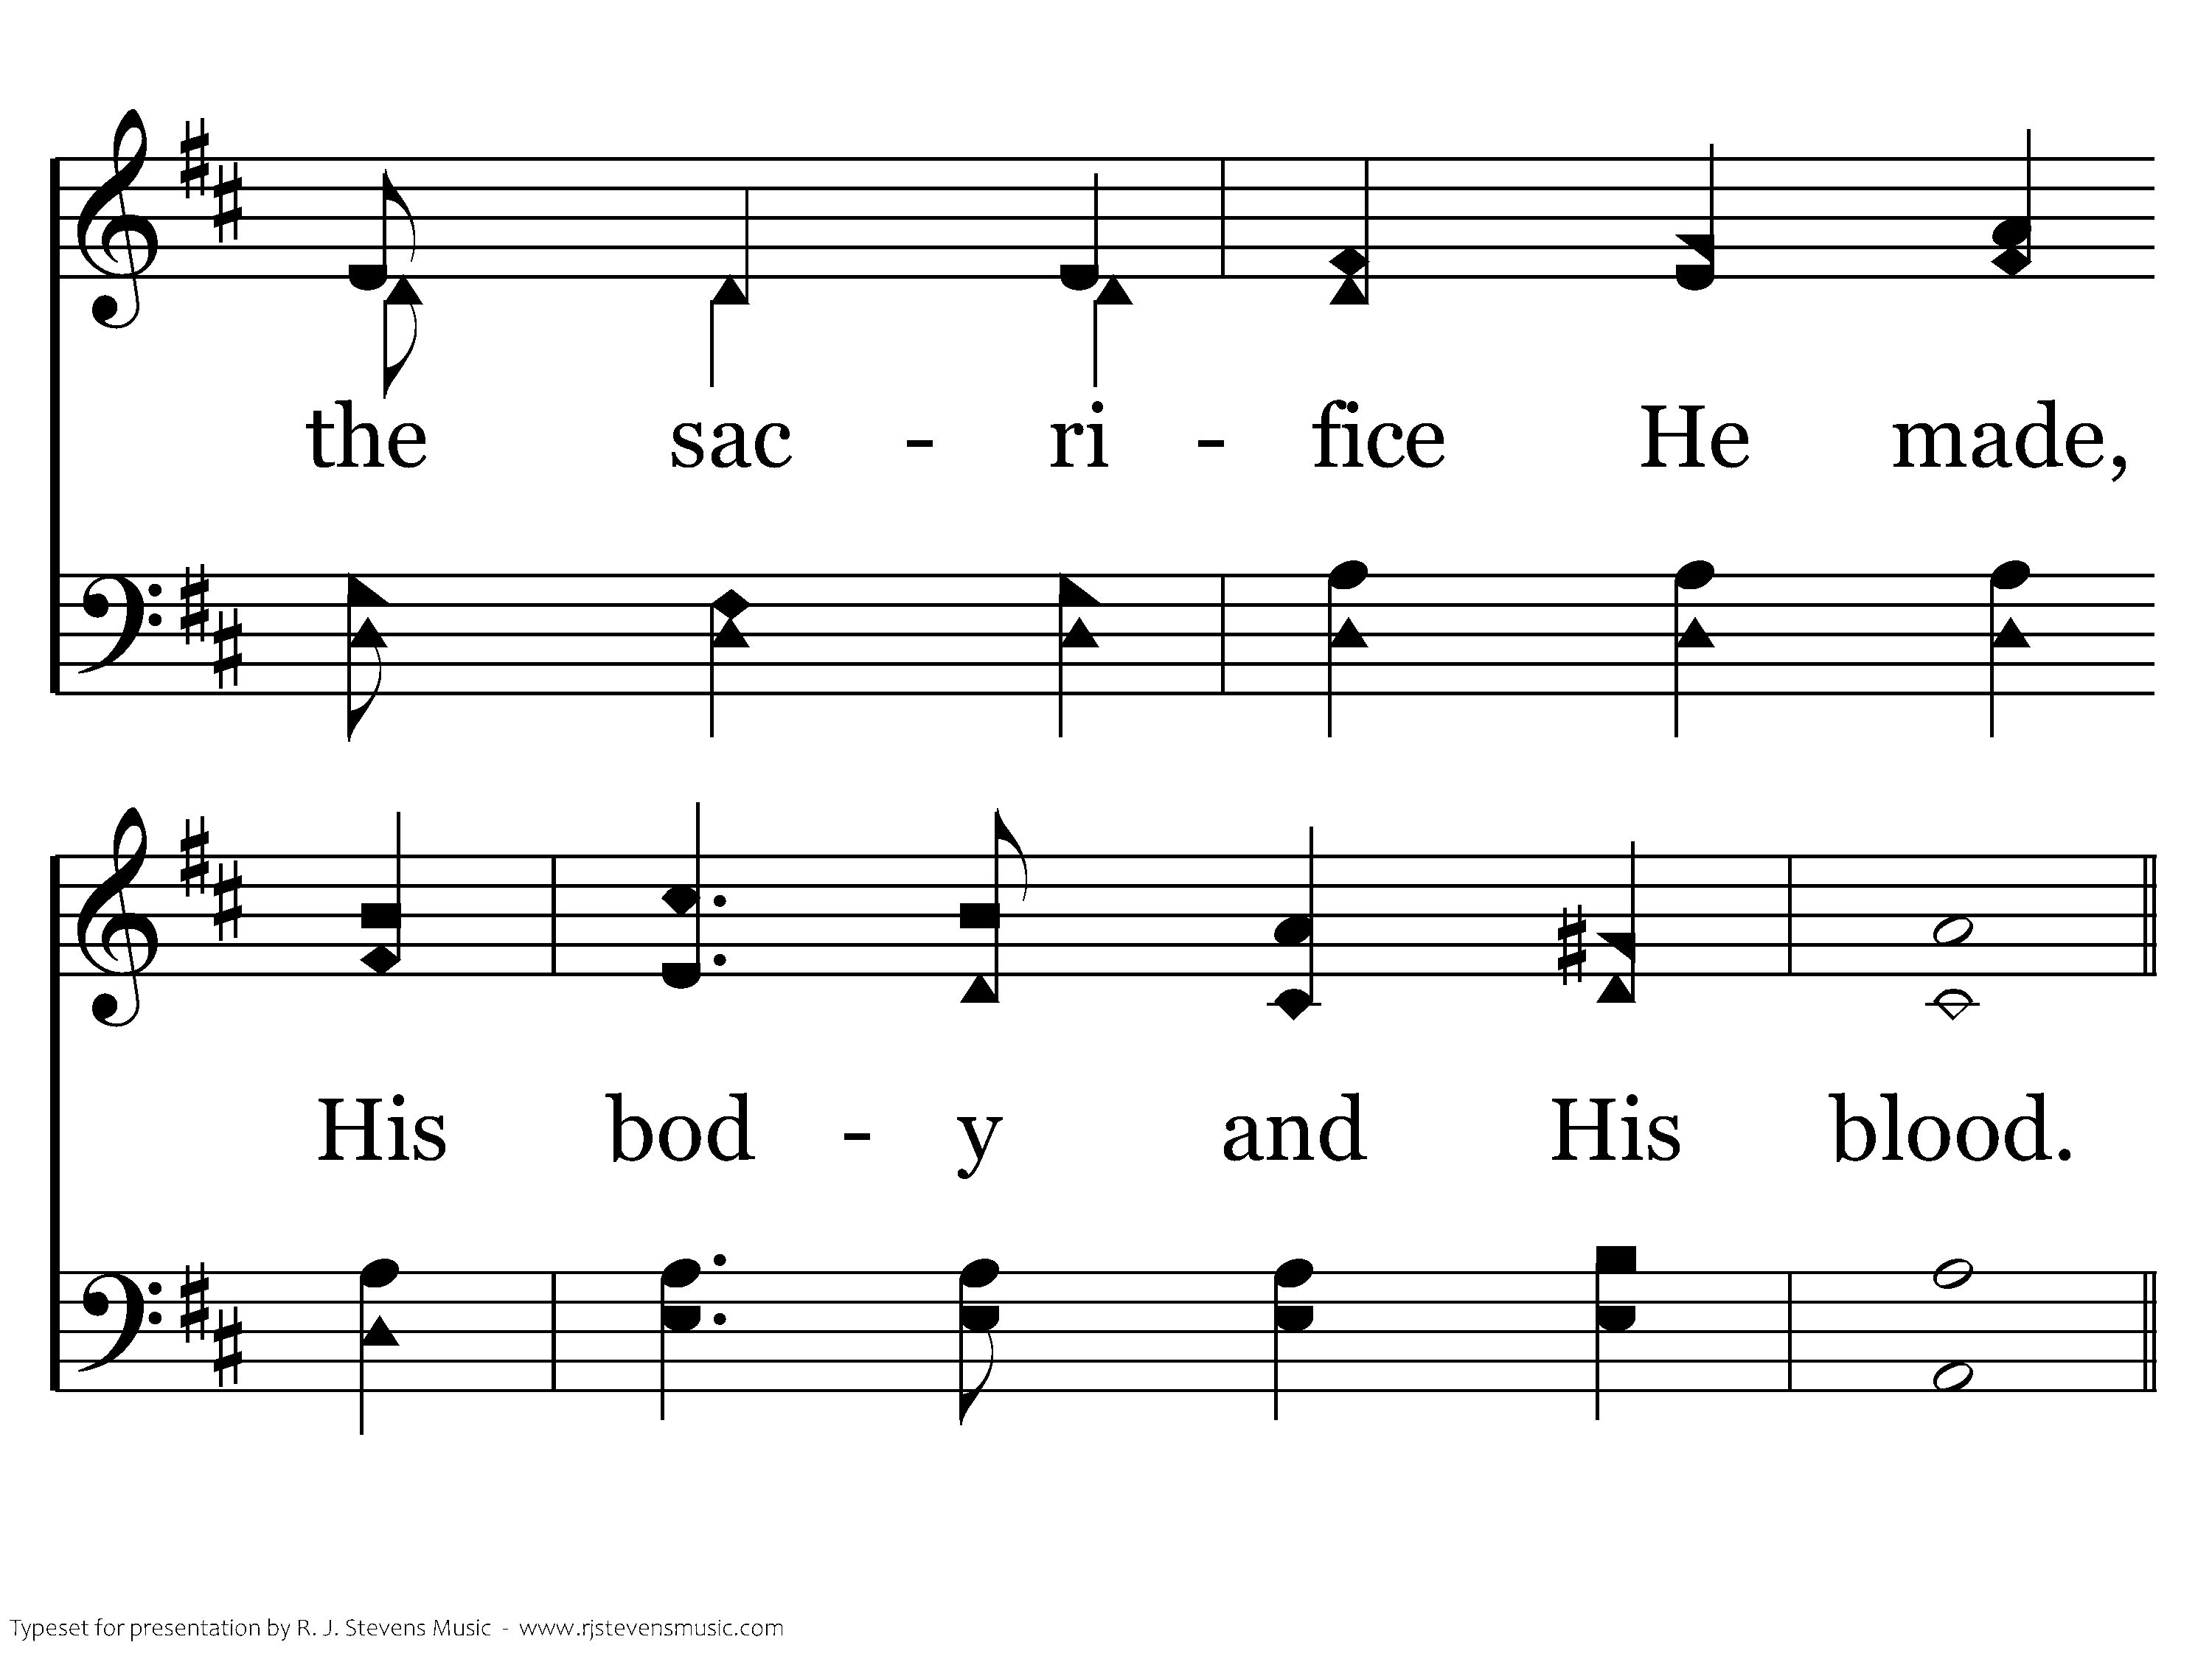 the sac - ri - fice He made,
His bod - y and His blood.
Typeset for presentation by R. J. Stevens Music - www.rjstevensmusic.com